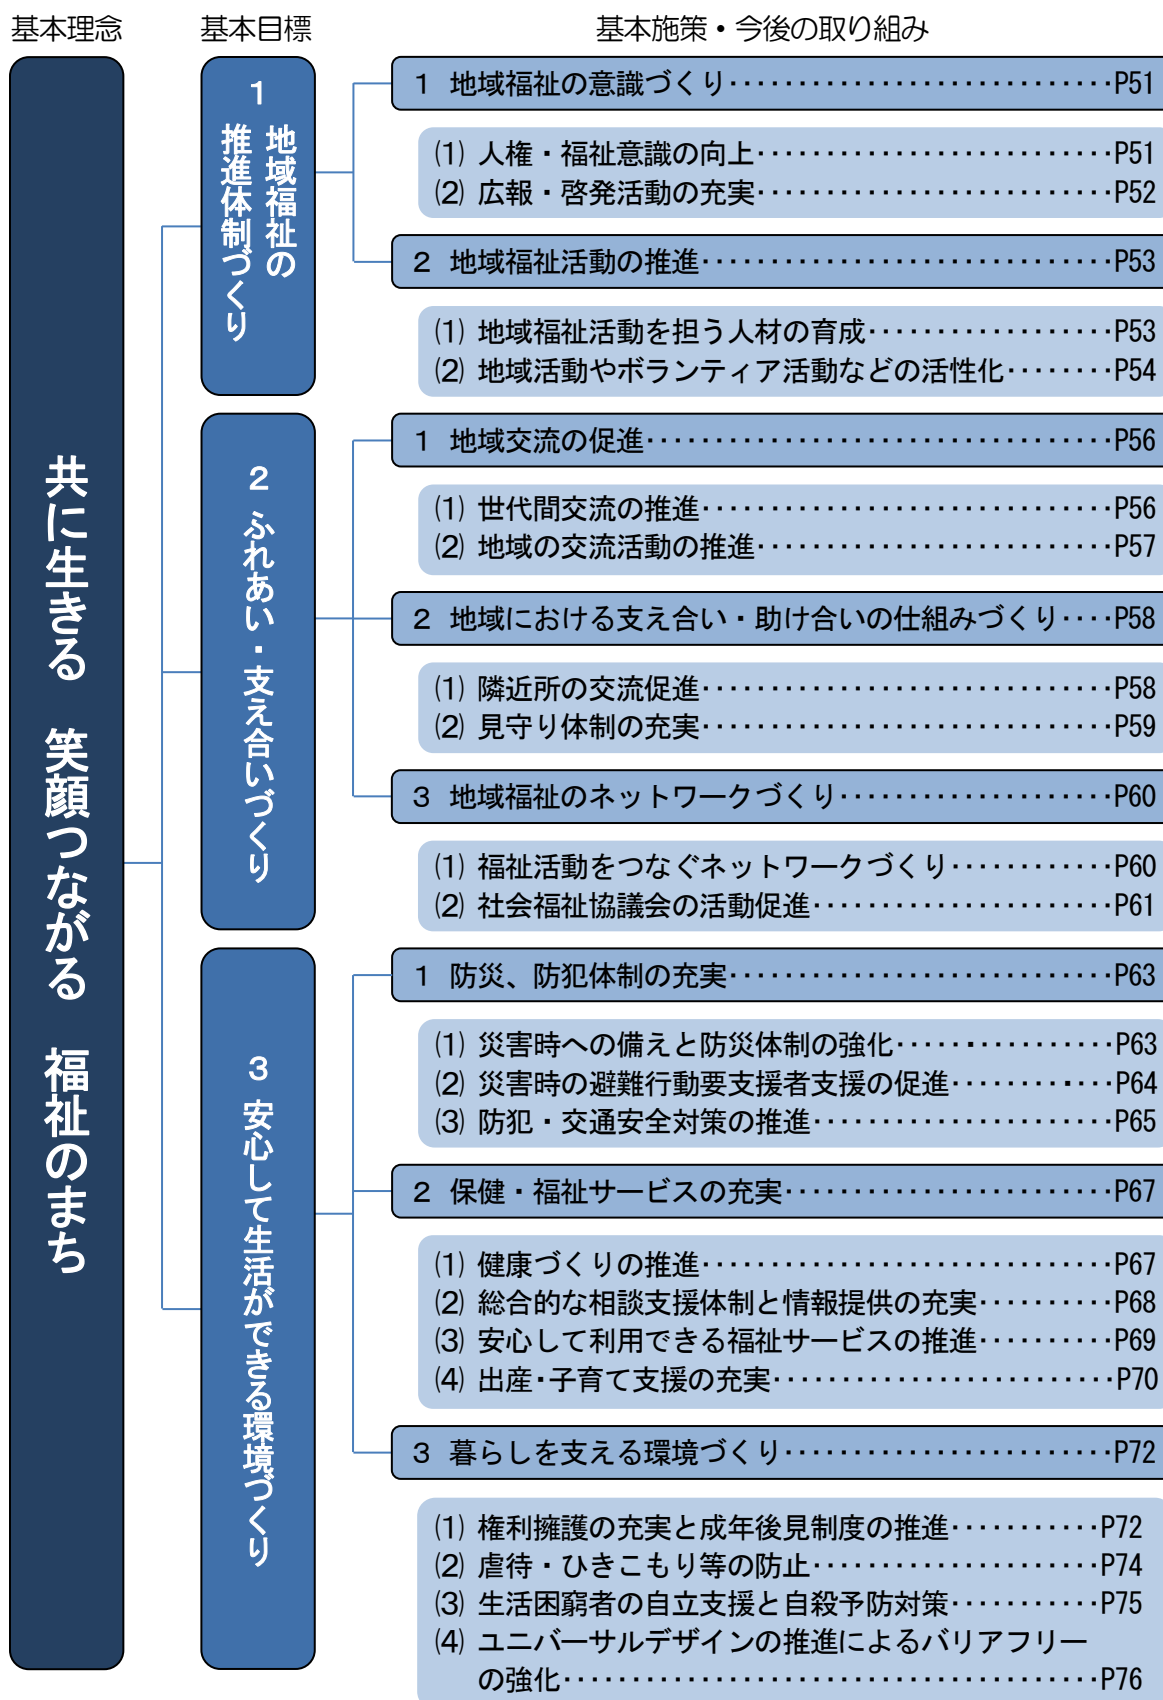 基本理念
基本目標
基本施策・今後の取り組み
共に生きる 笑顔つながる 福祉のまち
1 地域福祉の
推進体制づくり
1 地域福祉の意識づくり・・・・・・・・・・・・・・・・・・・・・P51
(1) 人権・福祉意識の向上・・・・・・・・・・・・・・・・・・・P51
(2) 広報・啓発活動の充実・・・・・・・・・・・・・・・・・・・P52
2 地域福祉活動の推進・・・・・・・・・・・・・・・・・・・・・・P53
(1) 地域福祉活動を担う人材の育成・・・・・・・・・・・・・P53
(2) 地域活動やボランティア活動などの活性化・・・・・・・・P54
2 ふれあい・支え合いづくり
1 地域交流の促進・・・・・・・・・・・・・・・・・・・・・・・・P56
(1) 世代間交流の推進・・・・・・・・・・・・・・・・・・・・・P56
(2) 地域の交流活動の推進・・・・・・・・・・・・・・・・・・・P57
2 地域における支え合い・助け合いの仕組みづくり・・・・P58
(1) 隣近所の交流促進・・・・・・・・・・・・・・・・・・・・・P58
(2) 見守り体制の充実・・・・・・・・・・・・・・・・・・・・・P59
3 地域福祉のネットワークづくり・・・・・・・・・・・・・・・P60
(1) 福祉活動をつなぐネットワークづくり・・・・・・・・・・P60
(2) 社会福祉協議会の活動促進・・・・・・・・・・・・・・・・・P61
3 安心して生活ができる環境づくり
1 防災、防犯体制の充実・・・・・・・・・・・・・・・・・・・・・P63
(1) 災害時への備えと防災体制の強化・・・・・・・・・・・・P63
(2) 災害時の避難行動要支援者支援の促進・・・・・・・・・・P64
(3) 防犯・交通安全対策の推進・・・・・・・・・・・・・・・・・P65
2 保健・福祉サービスの充実・・・・・・・・・・・・・・・・・・P67
(1) 健康づくりの推進・・・・・・・・・・・・・・・・・・・・・P67
(2) 総合的な相談支援体制と情報提供の充実・・・・・・・・・P68
(3) 安心して利用できる福祉サービスの推進・・・・・・・・・P69
(4) 出産・子育て支援の充実・・・・・・・・・・・・・・・・・・P70
3 暮らしを支える環境づくり・・・・・・・・・・・・・・・・・・P72
(1) 権利擁護の充実と成年後見制度の推進・・・・・・・・・・P72
(2) 虐待・ひきこもり等の防止・・・・・・・・・・・・・・・・P74
(3) 生活困窮者の自立支援と自殺予防対策・・・・・・・・・・P75
(4) ユニバーサルデザインの推進によるバリアフリー
の強化・・・・・・・・・・・・・・・・・・・・・・・・・・・P76